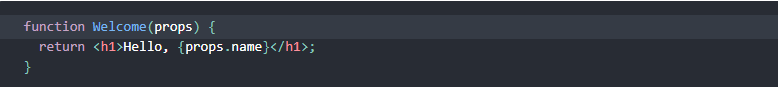 function Welcome(props) {
  return <h1>Hello, {props.name}</h1>;
}